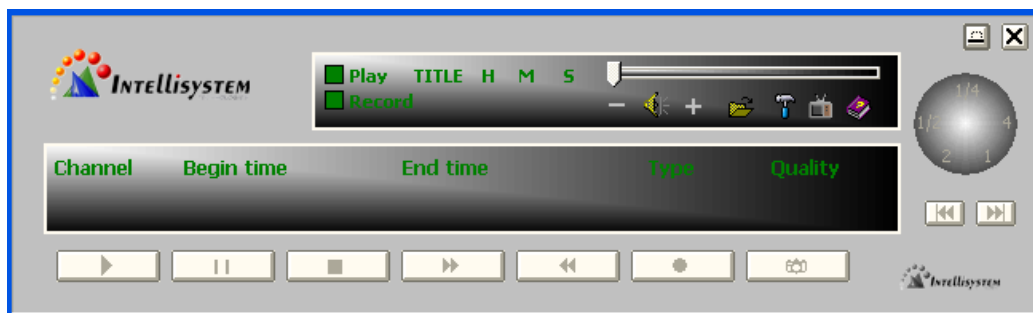 INTELLISYSTEM
Play TITLE H M S
Record
1/4
1/2 4
2 1
Channel Begin time End time Type Quality
INTELLISYSTEM